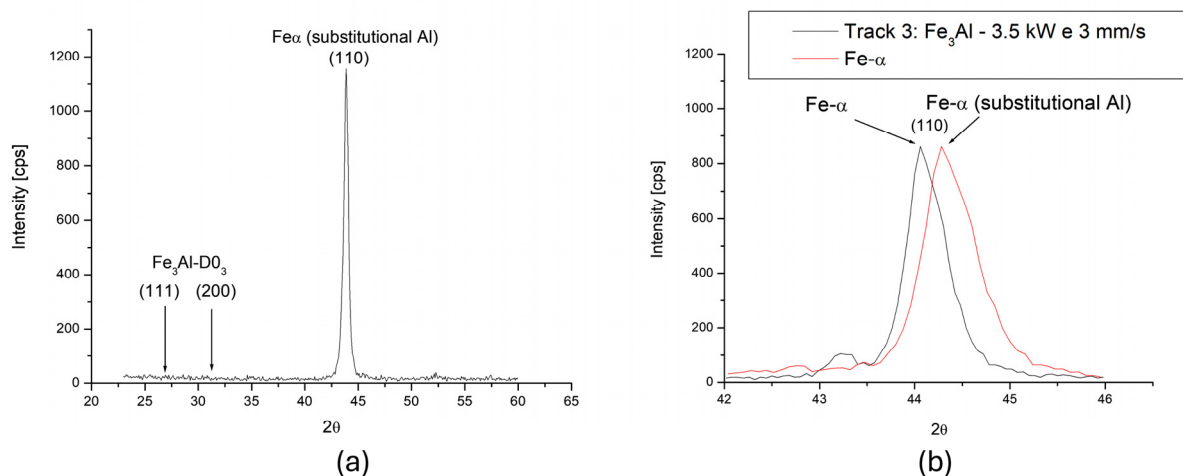 Feα (substitutional Al)
(110)
1200
1000
800
600
400
200
0
Intensity [cps]
Fe₃Al-D0₃
(111) (200)
20 25 30 35 40 45 50 55 60 65
2θ
(a)
Track 3: Fe₃Al - 3.5 kW e 3 mm/s
Fe-α
Fe-α Fe-α (substitutional Al)
(110)
1200
1000
800
600
400
200
0
Intensity [cps]
42 43 44 45 46
2θ
(b)